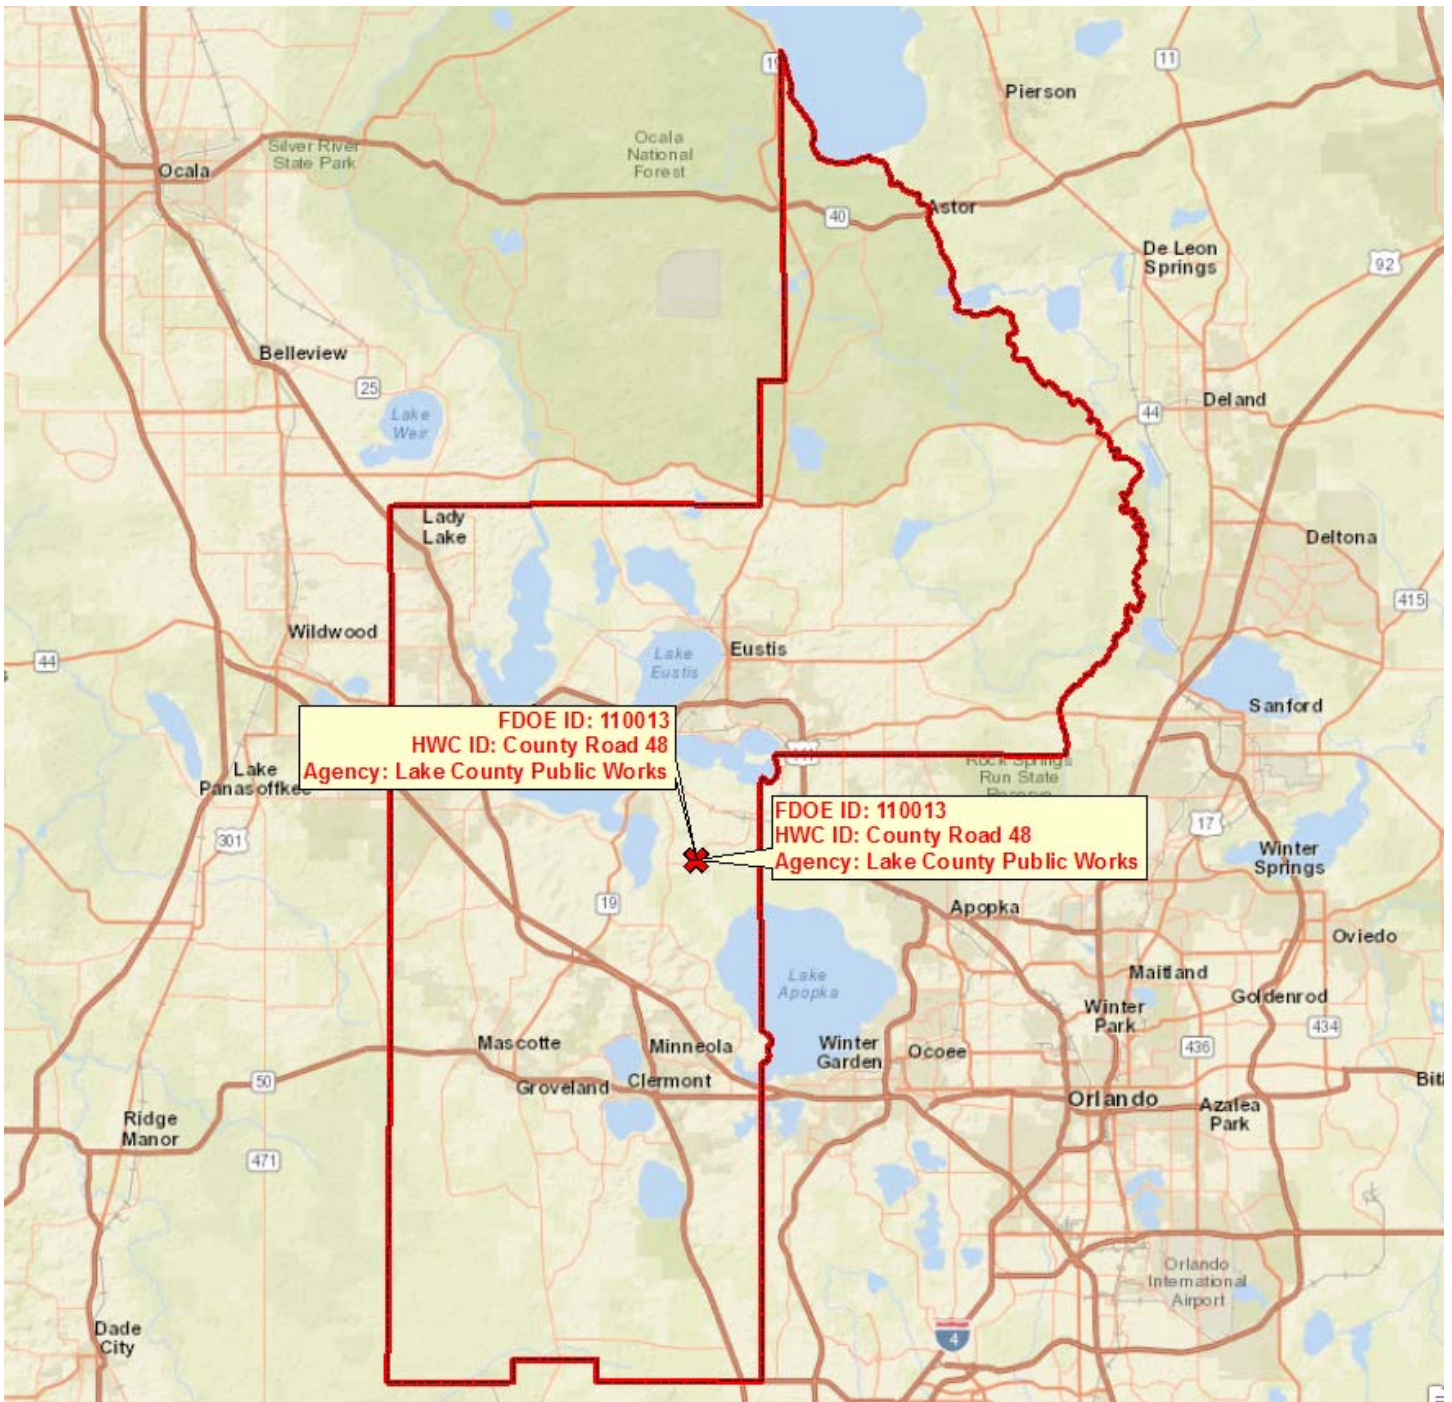 19
11
Pierson
Ocala
National
Forest
Silver River
State Park
Ocala
Astor
40
De Leon
Springs
92
Belleview
25
Lake
Weir
Deland
44
Lady
Lake
Deltona
415
Wildwood
Eustis
Lake
Eustis
44
Sanford
FDOE ID: 110013
HWC ID: County Road 48
Agency: Lake County Public Works
Lake
Panasoffkee
Rock Springs
Run State
Reserve
FDOE ID: 110013
HWC ID: County Road 48
Agency: Lake County Public Works
301
17
Winter
Springs
19
Apopka
Oviedo
Lake
Apopka
Maitland
Goldenrod
Winter
Park
434
436
Mascotte
Minneola
Winter
Garden
Ocoee
50
Groveland
Clermont
Orlando
Azalea
Park
Ridge
Manor
471
Orlando
International
Airport
Dade
City
4